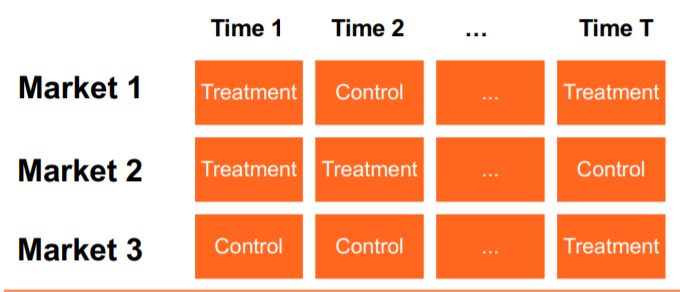 Time 1 Time 2 ... Time T
Market 1 Treatment Control ... Treatment
Market 2 Treatment Treatment ... Control
Market 3 Control Control ... Treatment